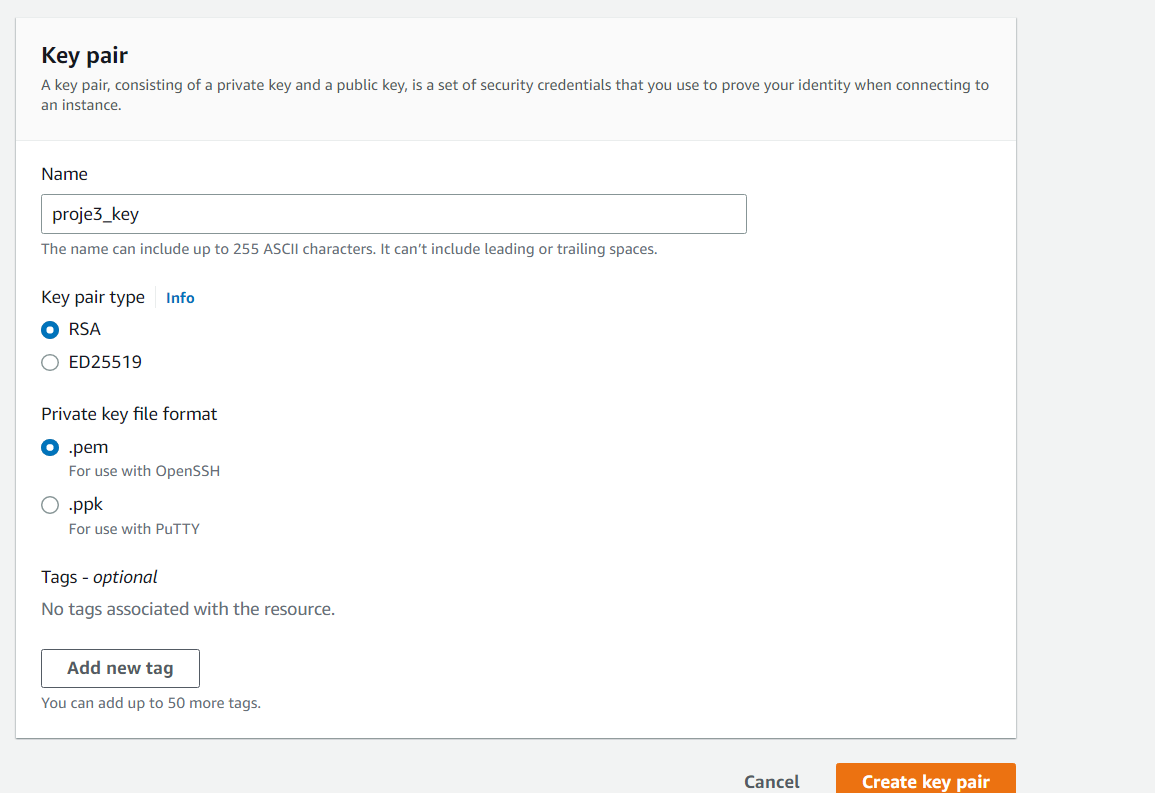 Key pair
A key pair, consisting of a private key and a public key, is a set of security credentials that you use to prove your identity when connecting to
an instance.
Name
proje3_key
The name can include up to 255 ASCII characters. It can’t include leading or trailing spaces.
Key pair type Info
RSA
ED25519
Private key file format
.pem
For use with OpenSSH
.ppk
For use with PuTTY
Tags - optional
No tags associated with the resource.
Add new tag
You can add up to 50 more tags.
Cancel Create key pair